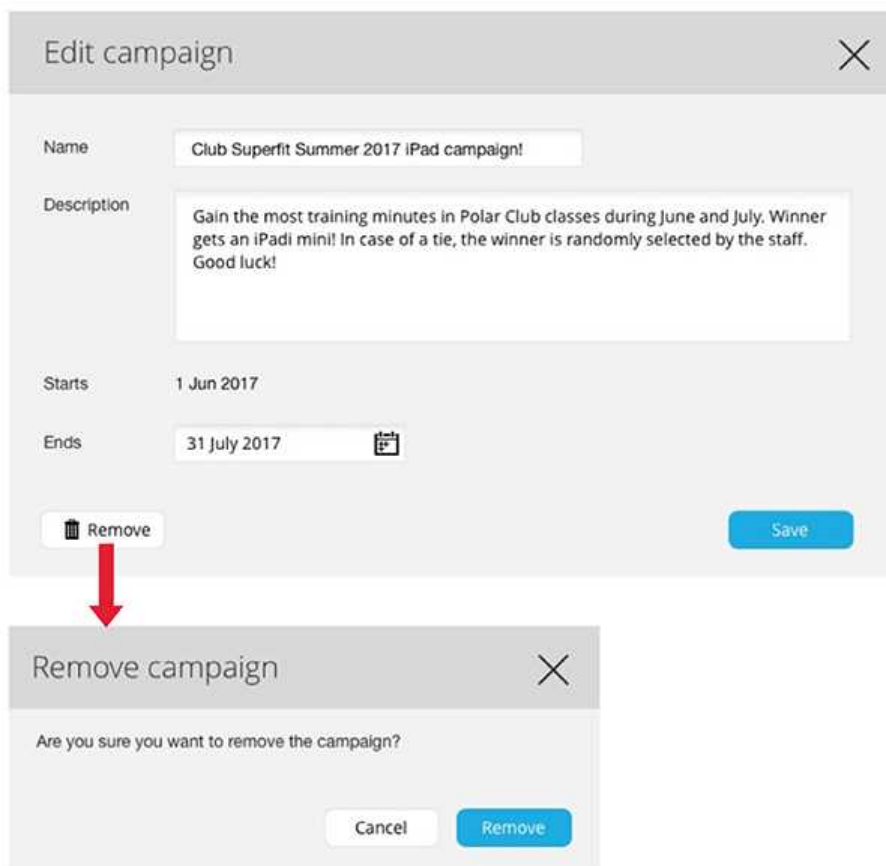 Edit campaign
Name
Club Superfit Summer 2017 iPad campaign!
Description
Gain the most training minutes in Polar Club classes during June and July. Winner
gets an iPadi mini! In case of a tie, the winner is randomly selected by the staff.
Good luck!
Starts
1 Jun 2017
Ends
31 July 2017
Remove
Save
Remove campaign
Are you sure you want to remove the campaign?
Cancel
Remove